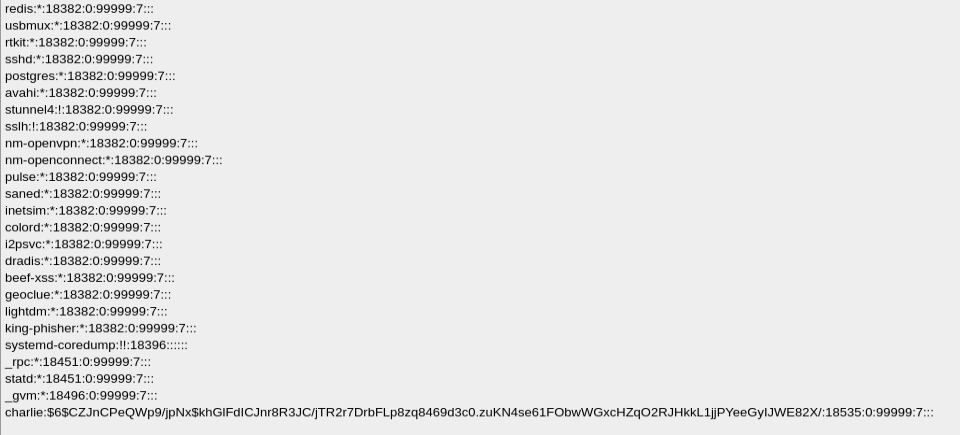 redis:*:18382:0:99999:7:::
usbmux:*:18382:0:99999:7:::
rtkit:*:18382:0:99999:7:::
sshd:*:18382:0:99999:7:::
postgres:*:18382:0:99999:7:::
avahi:*:18382:0:99999:7:::
stunnel4:!:18382:0:99999:7:::
sslh:!:18382:0:99999:7:::
nm-openvpn:*:18382:0:99999:7:::
nm-openconnect:*:18382:0:99999:7:::
pulse:*:18382:0:99999:7:::
saned:*:18382:0:99999:7:::
inetsim:*:18382:0:99999:7:::
colord:*:18382:0:99999:7:::
i2psvc:*:18382:0:99999:7:::
dradis:*:18382:0:99999:7:::
beef-xss:*:18382:0:99999:7:::
geoclue:*:18382:0:99999:7:::
lightdm:*:18382:0:99999:7:::
king-phisher:*:18382:0:99999:7:::
systemd-coredump:!!:18396::::::
_rpc:*:18451:0:99999:7:::
statd:*:18451:0:99999:7:::
_gvm:*:18496:0:99999:7:::
charlie:$6$CZJnCPeQWp9/jpNx$khGlFdICJnr8R3JC/jTR2r7DrbFLp8zq8469d3c0.zuKN4se61FObwWGxcHZqO2RJHkkL1jjPYeeGyIJWE82X/:18535:0:99999:7:::